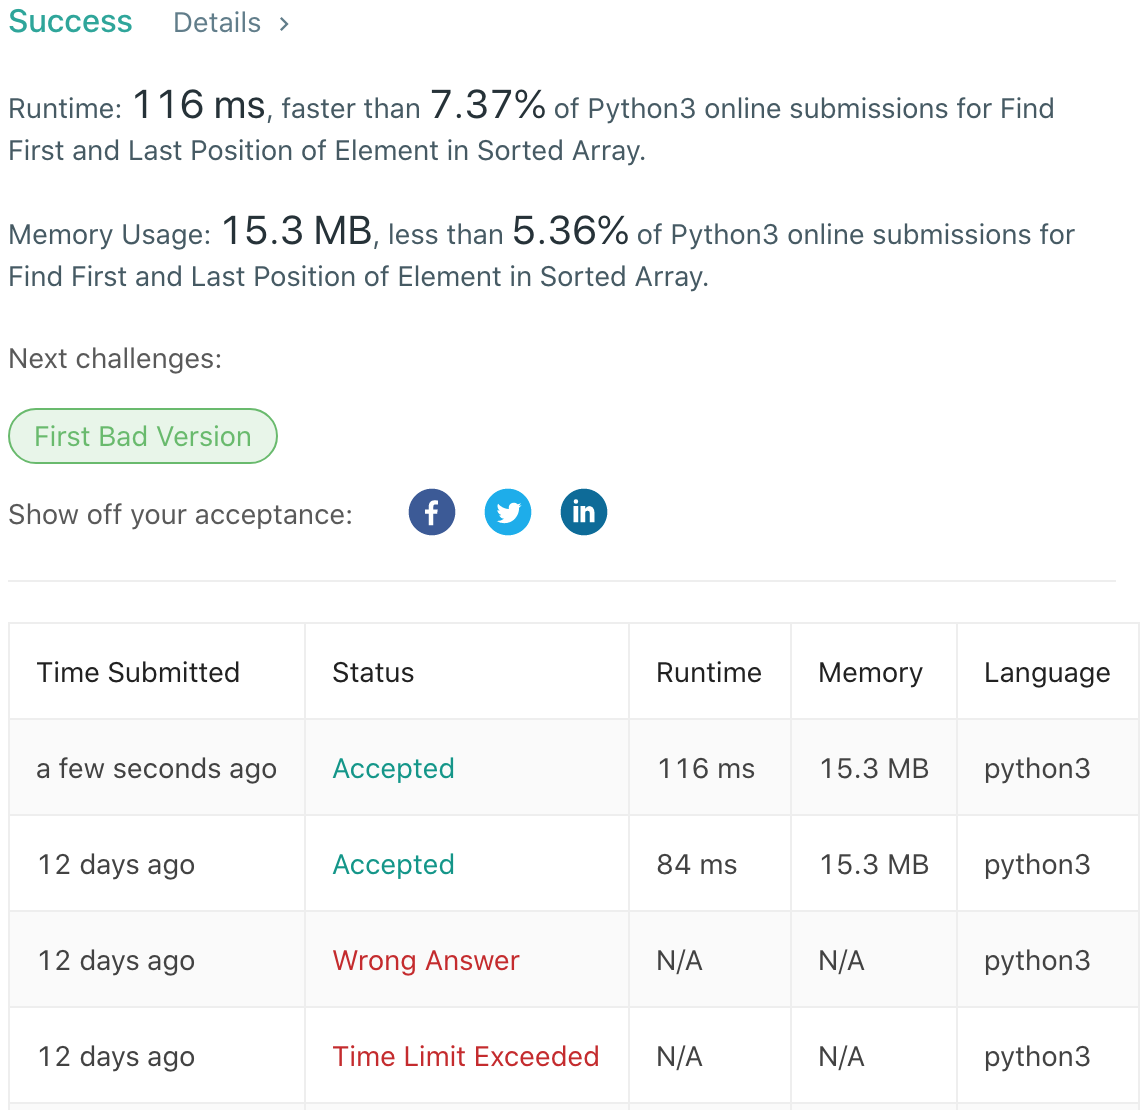 Success Details >
Runtime: 116 ms, faster than 7.37% of Python3 online submissions for Find
First and Last Position of Element in Sorted Array.
Memory Usage: 15.3 MB, less than 5.36% of Python3 online submissions for
Find First and Last Position of Element in Sorted Array.
Next challenges:
First Bad Version
Show off your acceptance: f in
Time Submitted Status Runtime Memory Language
a few seconds ago Accepted 116 ms 15.3 MB python3
12 days ago Accepted 84 ms 15.3 MB python3
12 days ago Wrong Answer N/A N/A python3
12 days ago Time Limit Exceeded N/A N/A python3